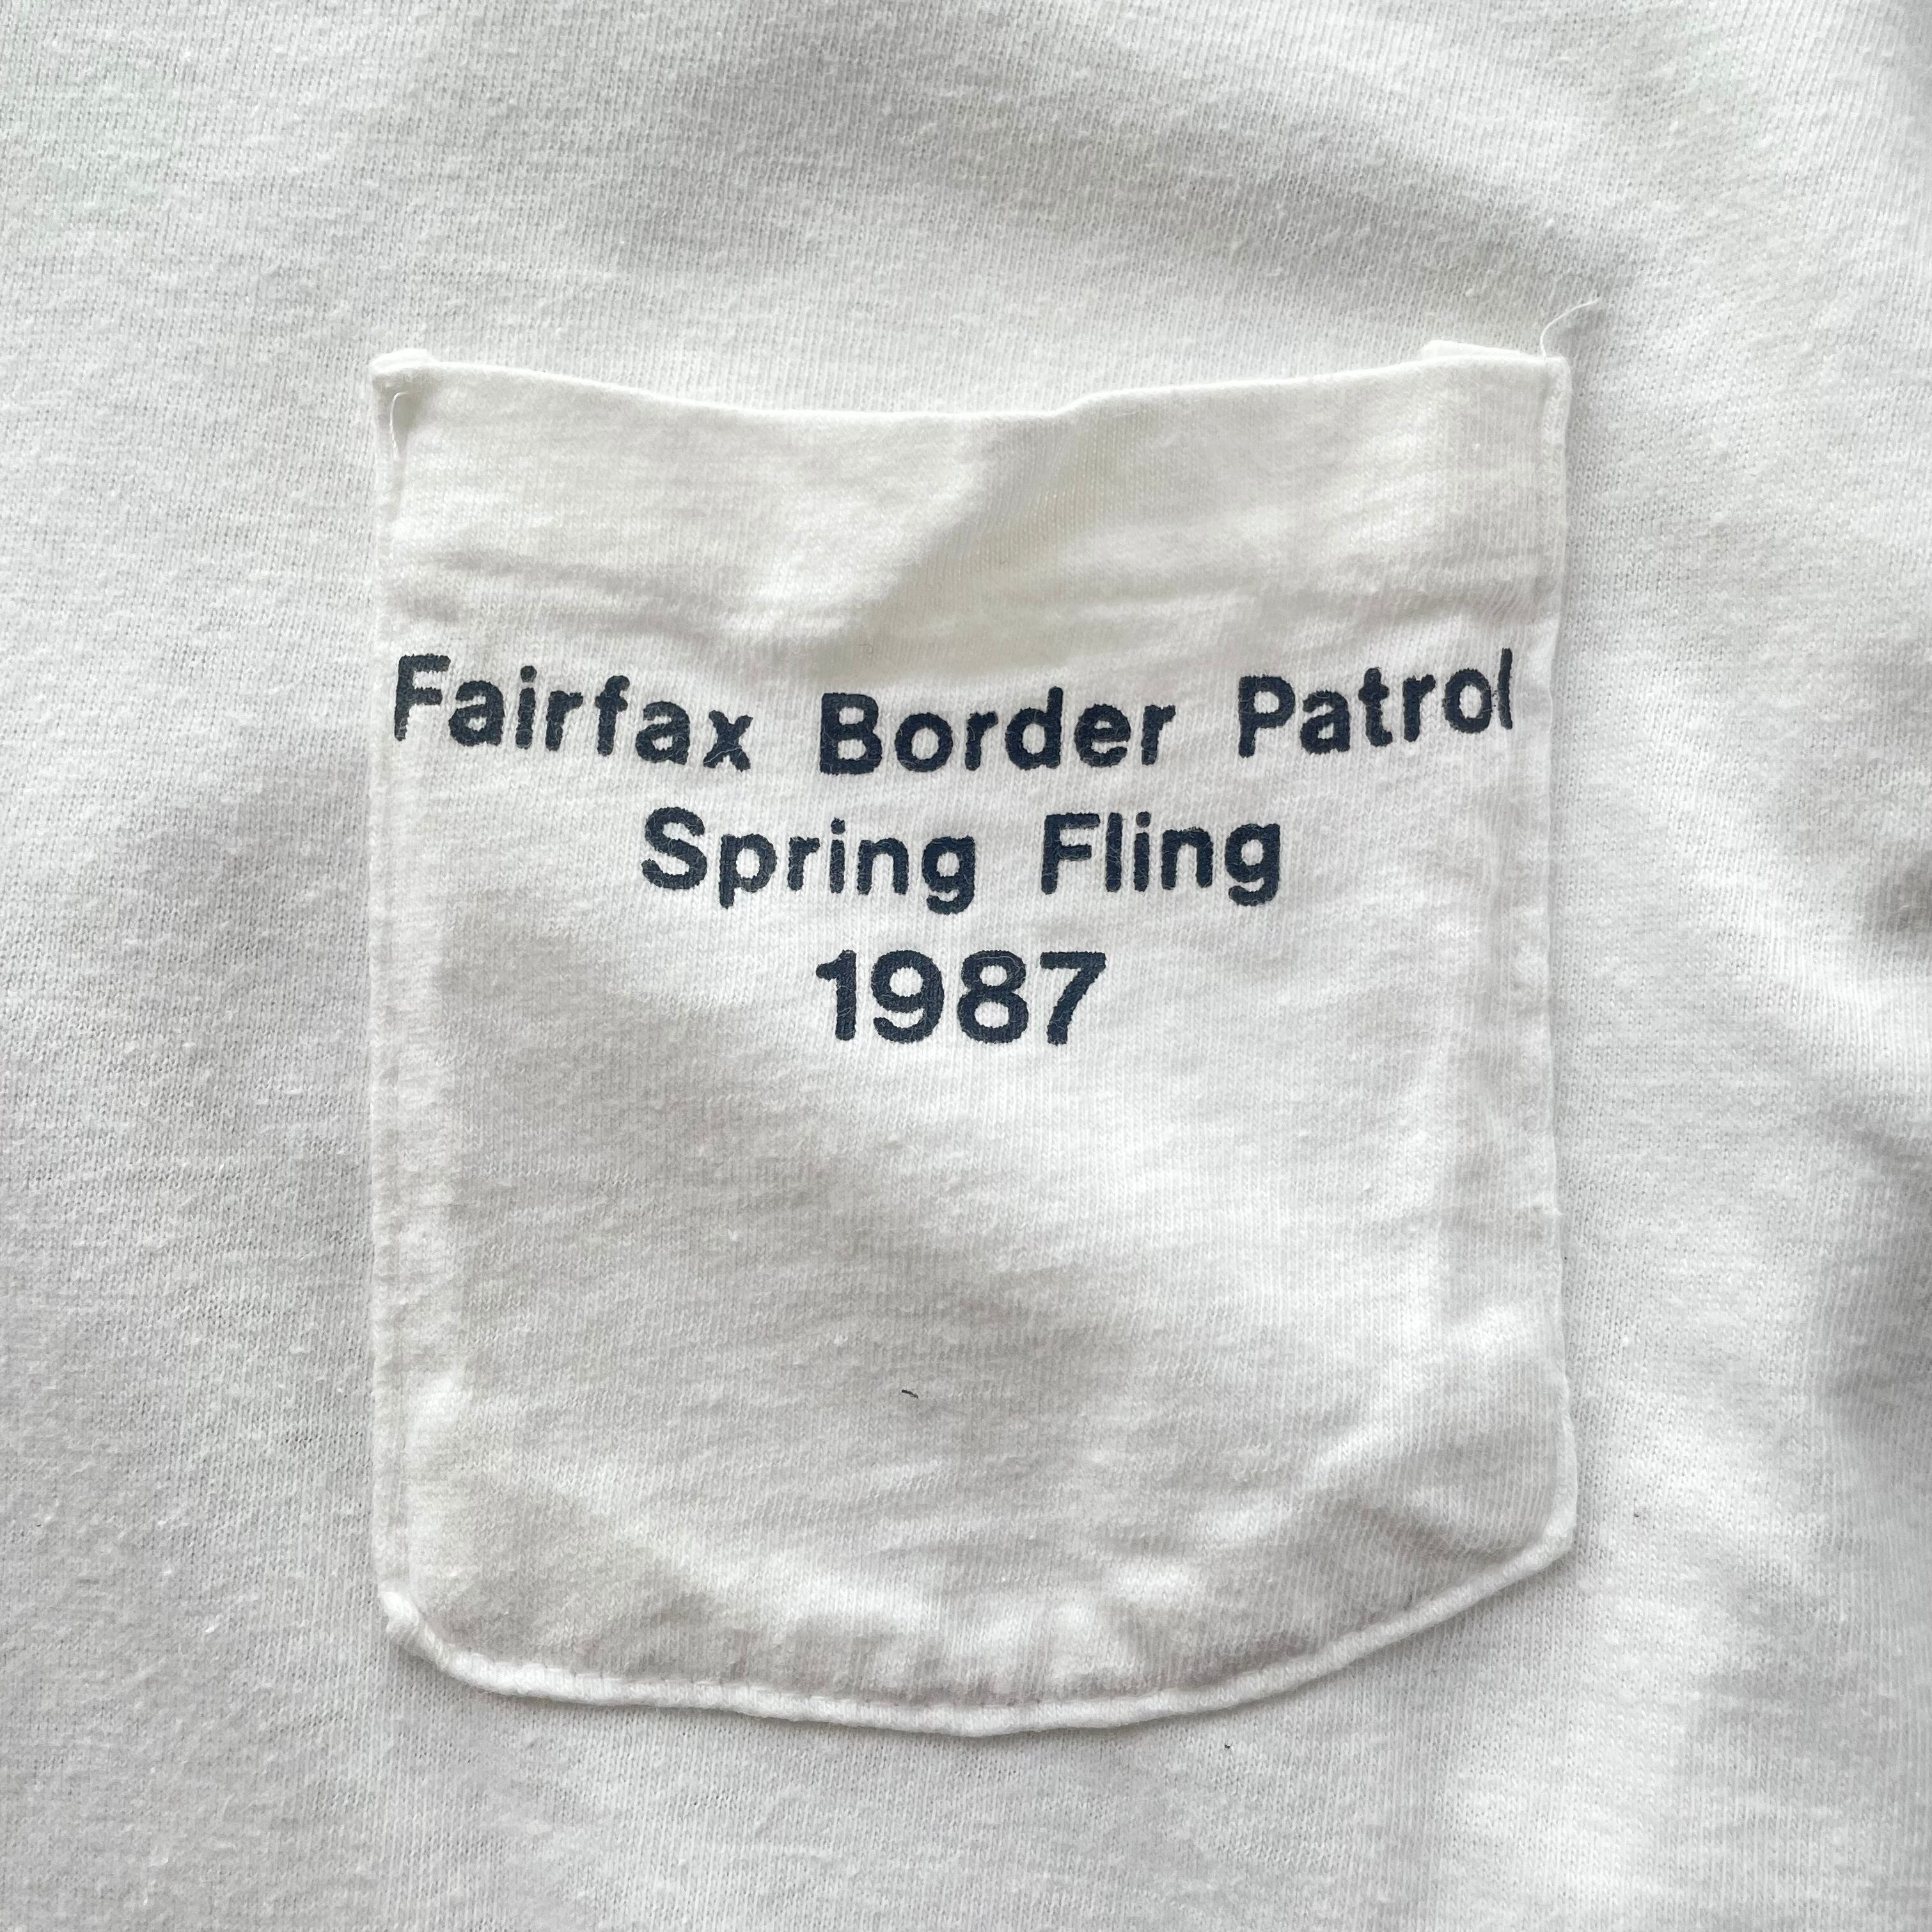 Fairfax Border Patrol
Spring Fling
1987